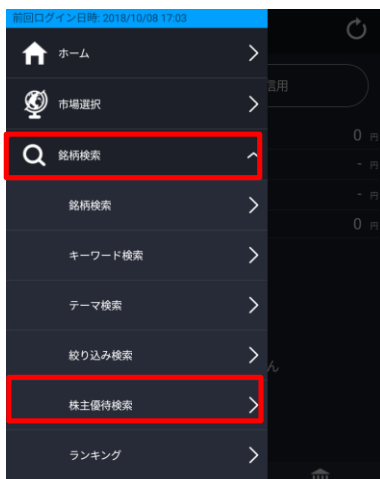 前回ログイン日時: 2018/10/08 17:03
ホーム
市場選択
信用
銘柄検索
0 円
- 円
銘柄検索
- 円
0 円
キーワード検索
テーマ検索
絞り込み検索
ん
株主優待検索
ランキング